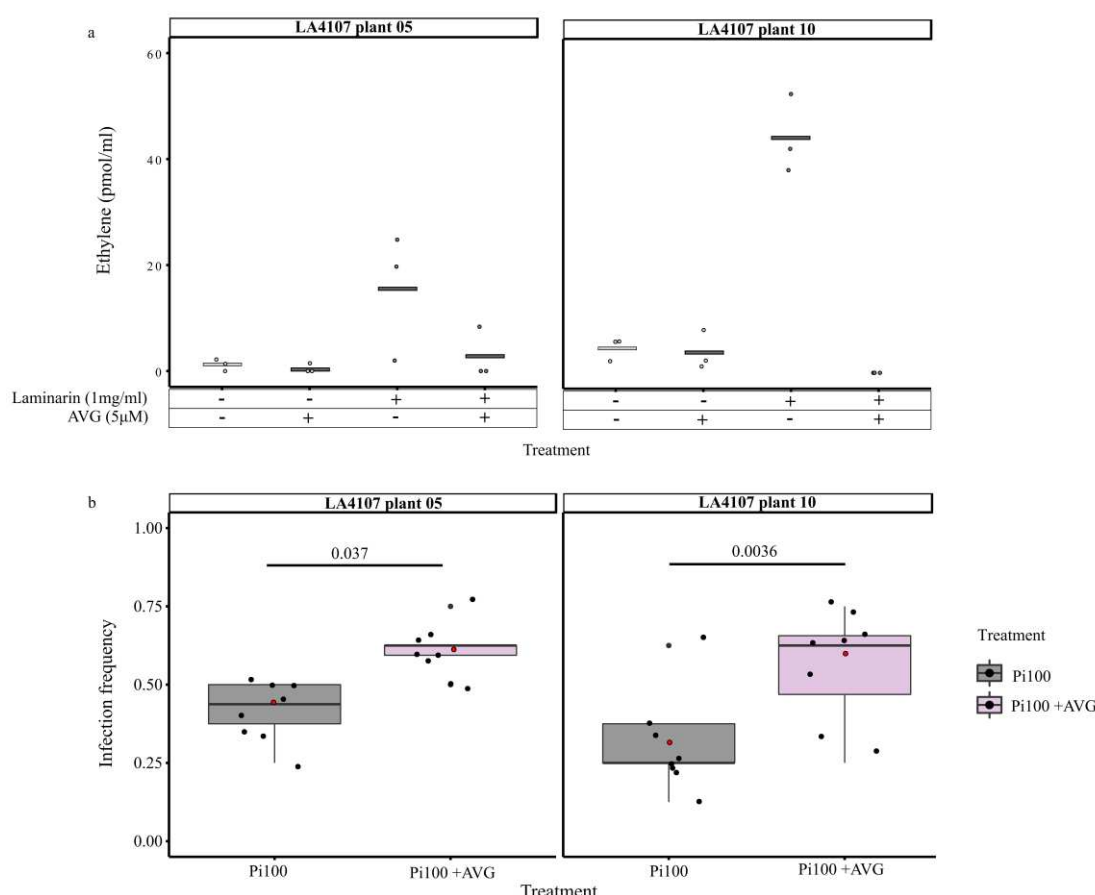 a
LA4107 plant 05
LA4107 plant 10
Ethylene (pmol/ml)
60
40
20
0
0
Laminarin (1mg/ml) - - + +
- - + +
AVG (5μM) - + - +
- + - +
Treatment
b
LA4107 plant 05
LA4107 plant 10
Infection frequency
1.00
0.75
0.50
0.25
0.00
0.037
0.0036
Treatment
Pi100
Pi100 +AVG
Pi100
Pi100 +AVG
Pi100
Pi100 +AVG
Treatment